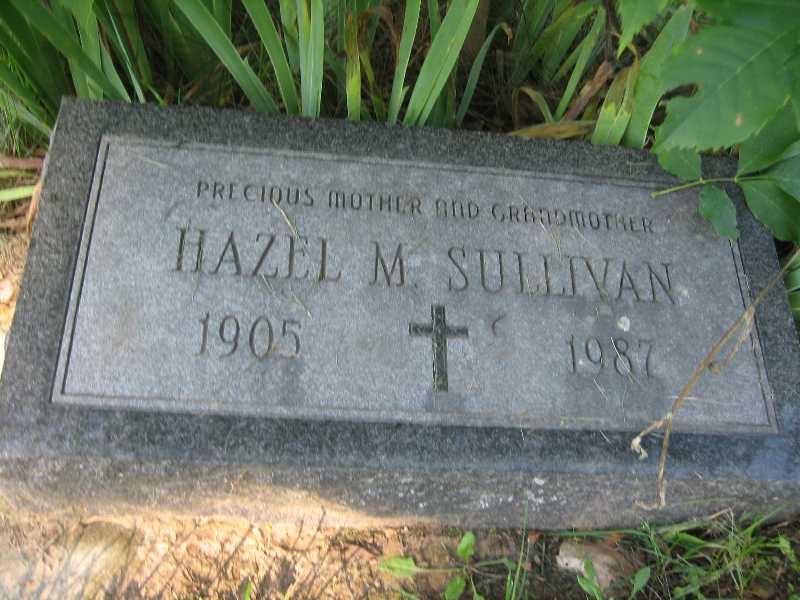 PRECIOUS MOTHER AND GRANDMOTHER
HAZEL M. SULLIVAN
1905 1987